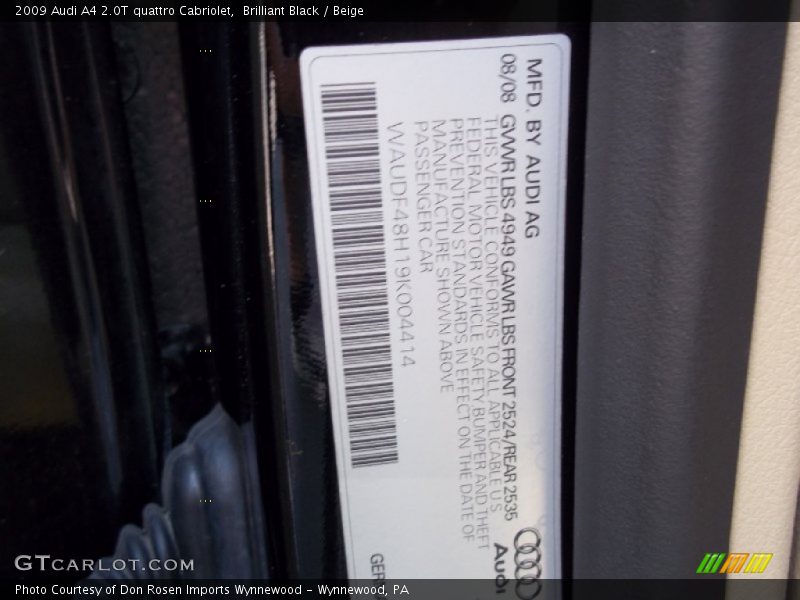 2009 Audi A4 2.0T quattro Cabriolet, Brilliant Black / Beige
MFD. BY AUDI AG
08/08 GVWR LBS 4949 GAWR LBS FRONT 2524/REAR 2535
THIS VEHICLE CONFORMS TO ALL APPLICABLE U.S.
FEDERAL MOTOR VEHICLE SAFETY BUMPER AND THEFT
PREVENTION STANDARDS IN EFFECT ON THE DATE OF
MANUFACTURE SHOWN ABOVE
PASSENGER CAR
WAUDF48H19K004414
Audi
GER
GTCARLOT.COM
Photo Courtesy of Don Rosen Imports Wynnewood - Wynnewood, PA